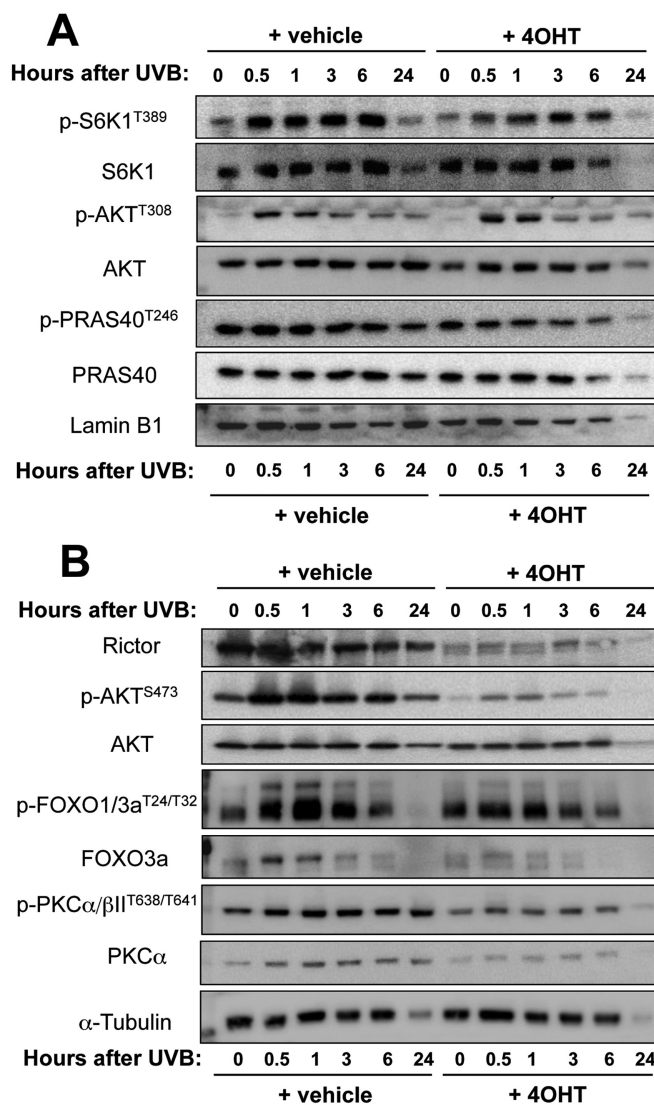 A
+ vehicle + 4OHT
Hours after UVB: 0 0.5 1 3 6 24 0 0.5 1 3 6 24
p-S6K1T389
S6K1
p-AKTT308
AKT
p-PRAS40T246
PRAS40
Lamin B1
Hours after UVB: 0 0.5 1 3 6 24 0 0.5 1 3 6 24
+ vehicle + 4OHT
B
+ vehicle + 4OHT
Hours after UVB: 0 0.5 1 3 6 24 0 0.5 1 3 6 24
Rictor
p-AKTS473
AKT
p-FOXO1/3aT24/T32
FOXO3a
p-PKCα/βIIT638/T641
PKCα
α-Tubulin
Hours after UVB: 0 0.5 1 3 6 24 0 0.5 1 3 6 24
+ vehicle + 4OHT